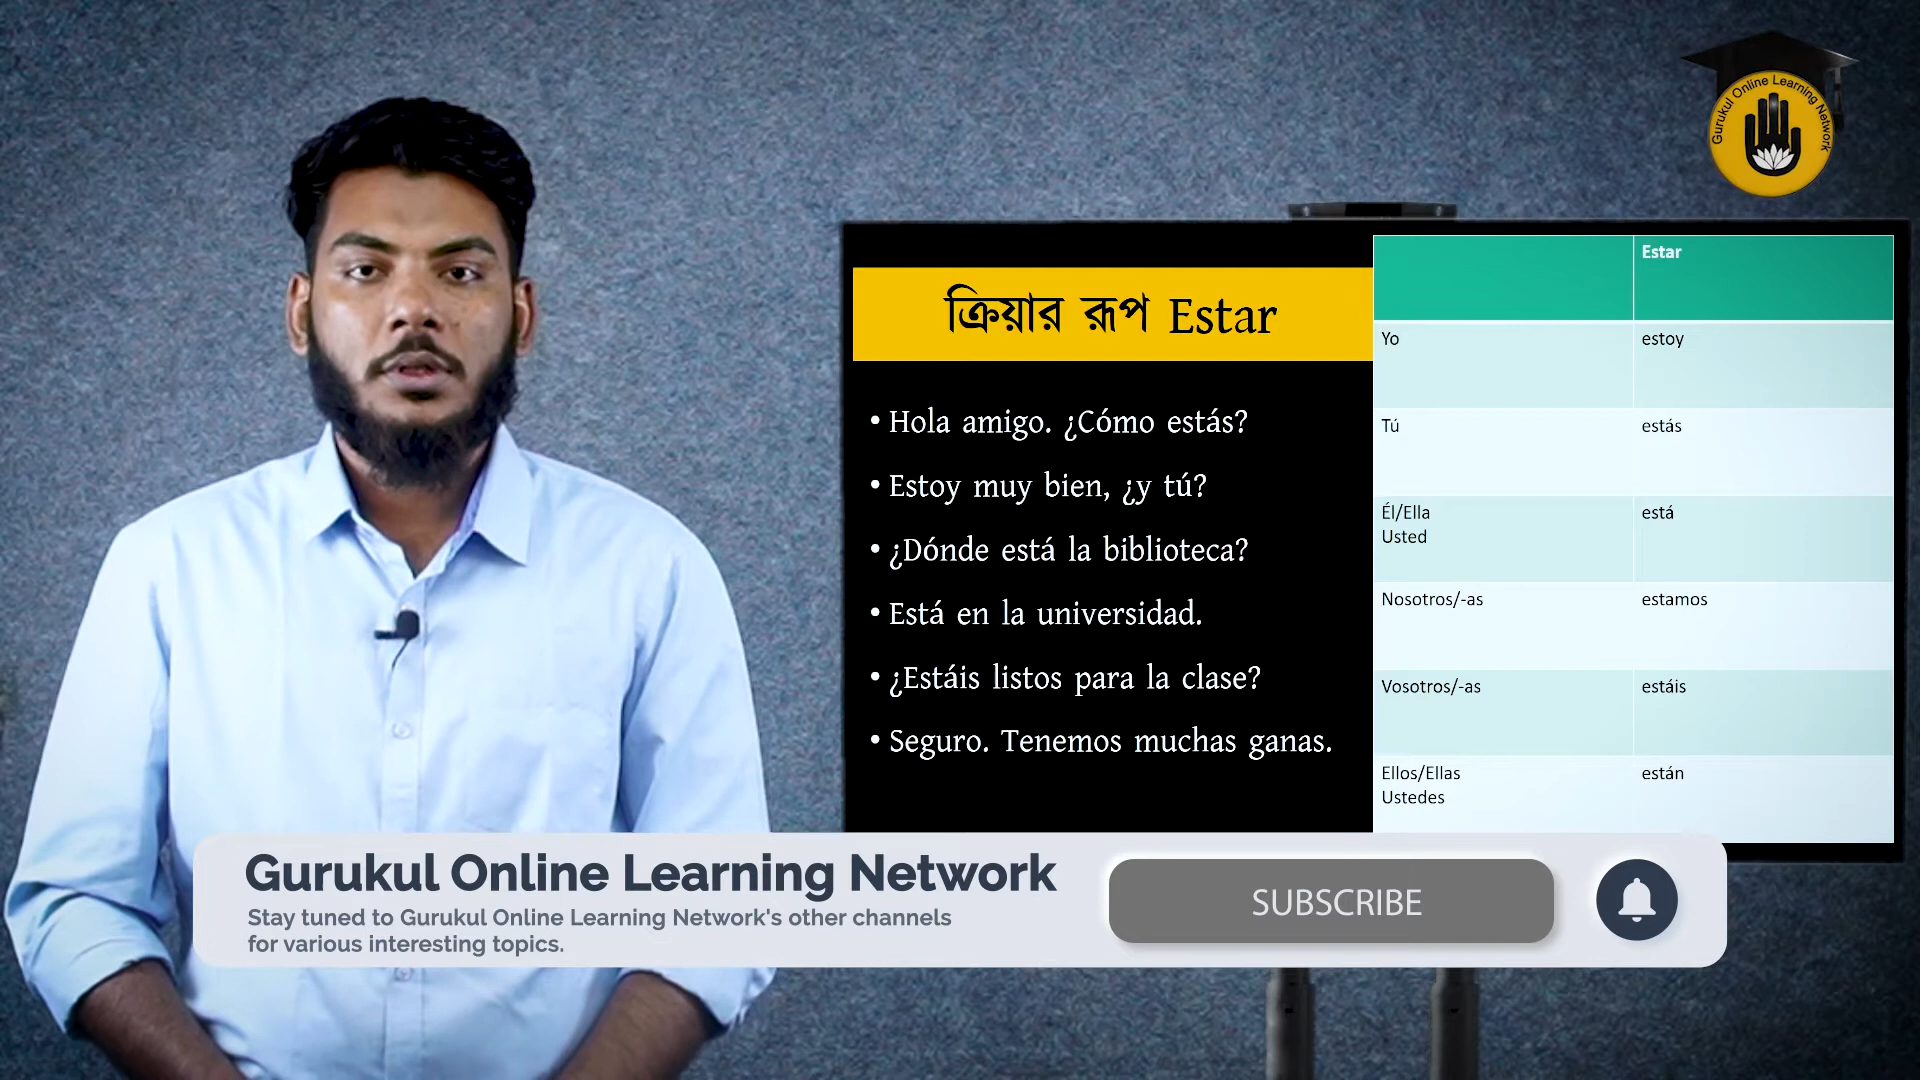 Gurukul Online Learning Network
ক্রিয়ার রূপ Estar
• Hola amigo. ¿Cómo estás?
• Estoy muy bien, ¿y tú?
• ¿Dónde está la biblioteca?
• Está en la universidad.
• ¿Estáis listos para la clase?
• Seguro. Tenemos muchas ganas.
Estar
Yo estoy
Tú estás
Él/Ella está
Usted
Nosotros/-as estamos
Vosotros/-as estáis
Ellos/Ellas están
Ustedes
Gurukul Online Learning Network
Stay tuned to Gurukul Online Learning Network's other channels
for various interesting topics.
SUBSCRIBE